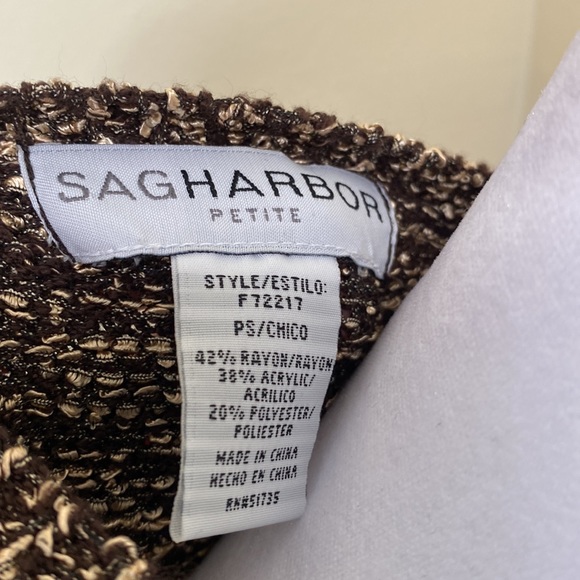 SAGHARBOR
PETITE
STYLE/ESTILO:
F72217
PS/CHICO
42% RAYON/RAYON
38% ACRYLIC/
ACRILICO
20% POLYESTER/
POLIESTER
MADE IN CHINA
HECHO EN CHINA
RN#51735